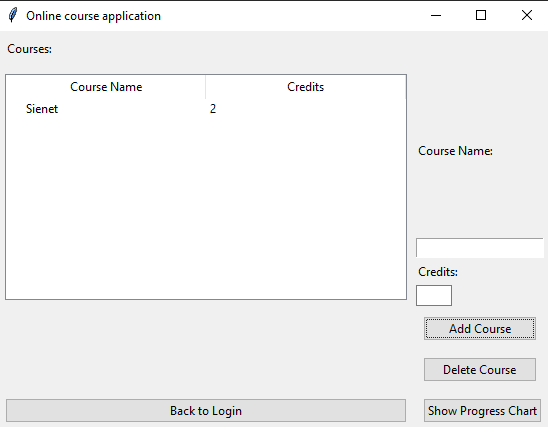 Online course application
Courses:
Course Name Credits
Sienet 2
Course Name:
Credits:
Add Course
Delete Course
Back to Login Show Progress Chart